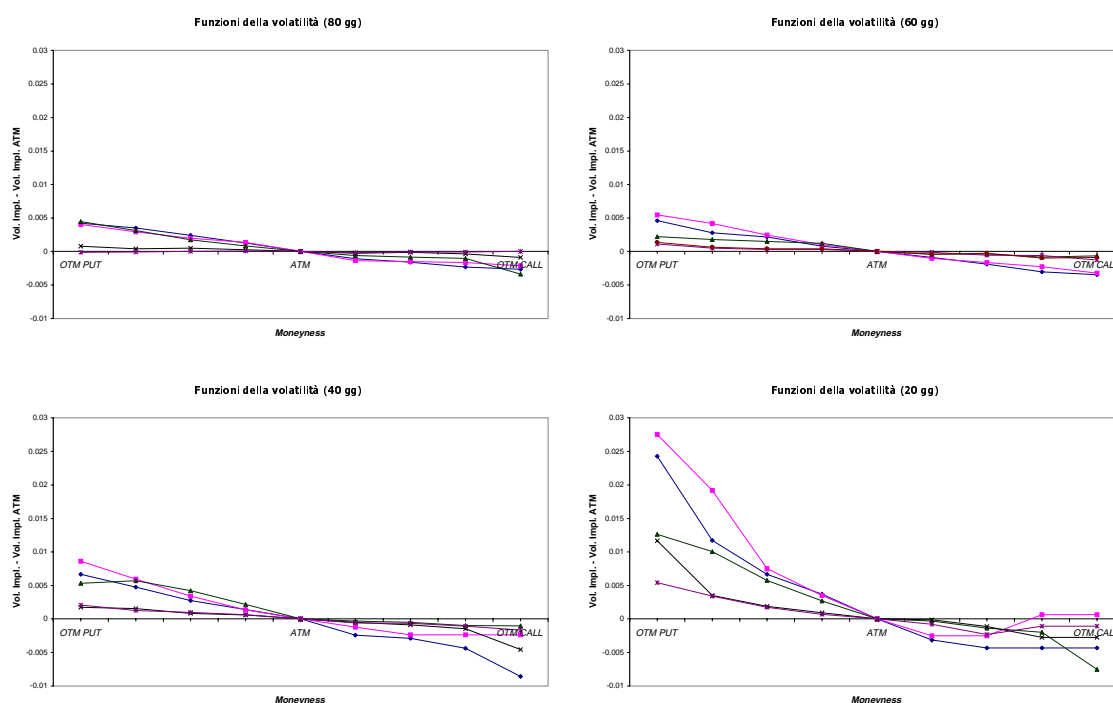 Funzioni della volatilità (80 gg)
0.03
0.025
0.02
0.015
0.01
0.005
0
-0.005
-0.01
Vol. Impl. - Vol. Impl. ATM
OTM PUT
ATM
OTM CALL
Moneyness
Funzioni della volatilità (60 gg)
0.03
0.025
0.02
0.015
0.01
0.005
0
-0.005
-0.01
Vol. Impl. - Vol. Impl. ATM
OTM PUT
ATM
OTM CAL
Moneyness
Funzioni della volatilità (40 gg)
0.03
0.025
0.02
0.015
0.01
0.005
0
-0.005
-0.01
Vol. Impl. - Vol. Impl. ATM
OTM PUT
ATM
OTM CALL
Moneyness
Funzioni della volatilità (20 gg)
0.03
0.025
0.02
0.015
0.01
0.005
0
-0.005
-0.01
Vol. Impl. - Vol. Impl. ATM
OTM PUT
ATM
OTM CAL
Moneyness